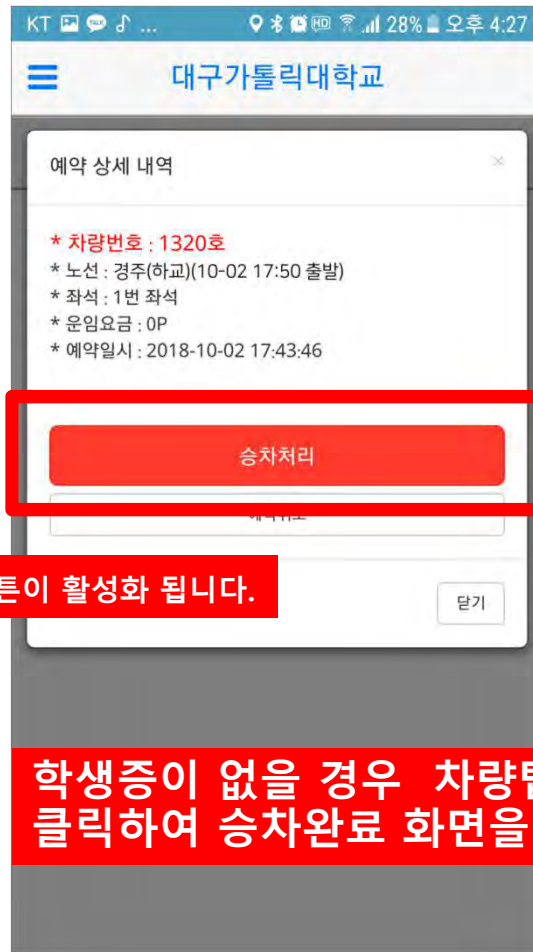 KT ... 28% 오후 4:27
대구가톨릭대학교
예약 상세 내역 ×
* 차량번호 : 1320호
* 노선 : 경주(하교)(10-02 17:50 출발)
* 좌석 : 1번 좌석
* 운임요금 : 0P
* 예약일시 : 2018-10-02 17:43:46
승차처리
튼이 활성화 됩니다.
닫기
학생증이 없을 경우 차량탑
클릭하여 승차완료 화면을